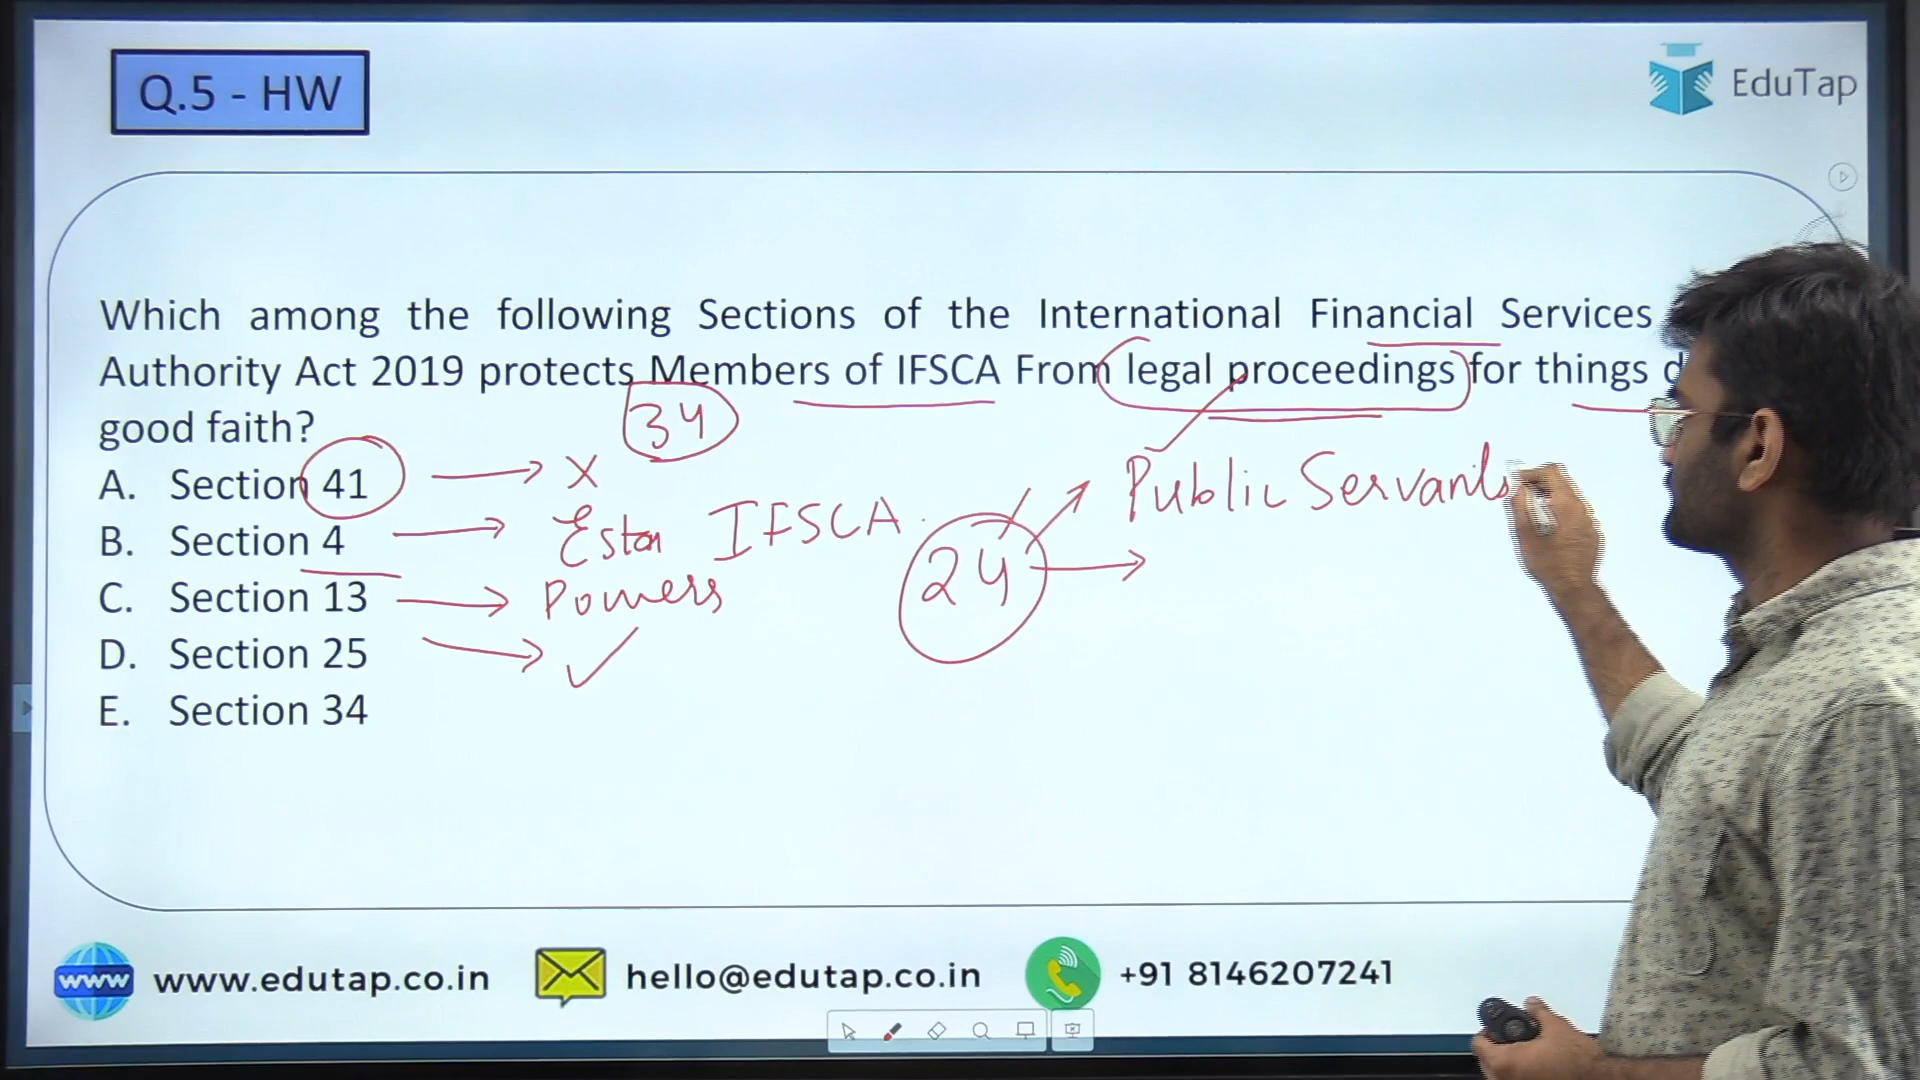 Q.5 - HW
EduTap
Which among the following Sections of the International Financial Services
Authority Act 2019 protects Members of IFSCA From legal proceedings for things d
good faith?
34
A. Section 41 → X
Public Servants
B. Section 4 → Estab IFSCA
24
C. Section 13 → Powers
D. Section 25 → ✓
E. Section 34
www www.edutap.co.in hello@edutap.co.in +91 8146207241